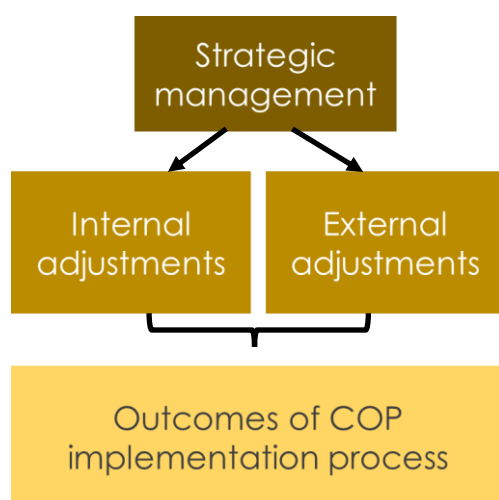 Strategic
management
Internal
adjustments
External
adjustments
Outcomes of COP
implementation process